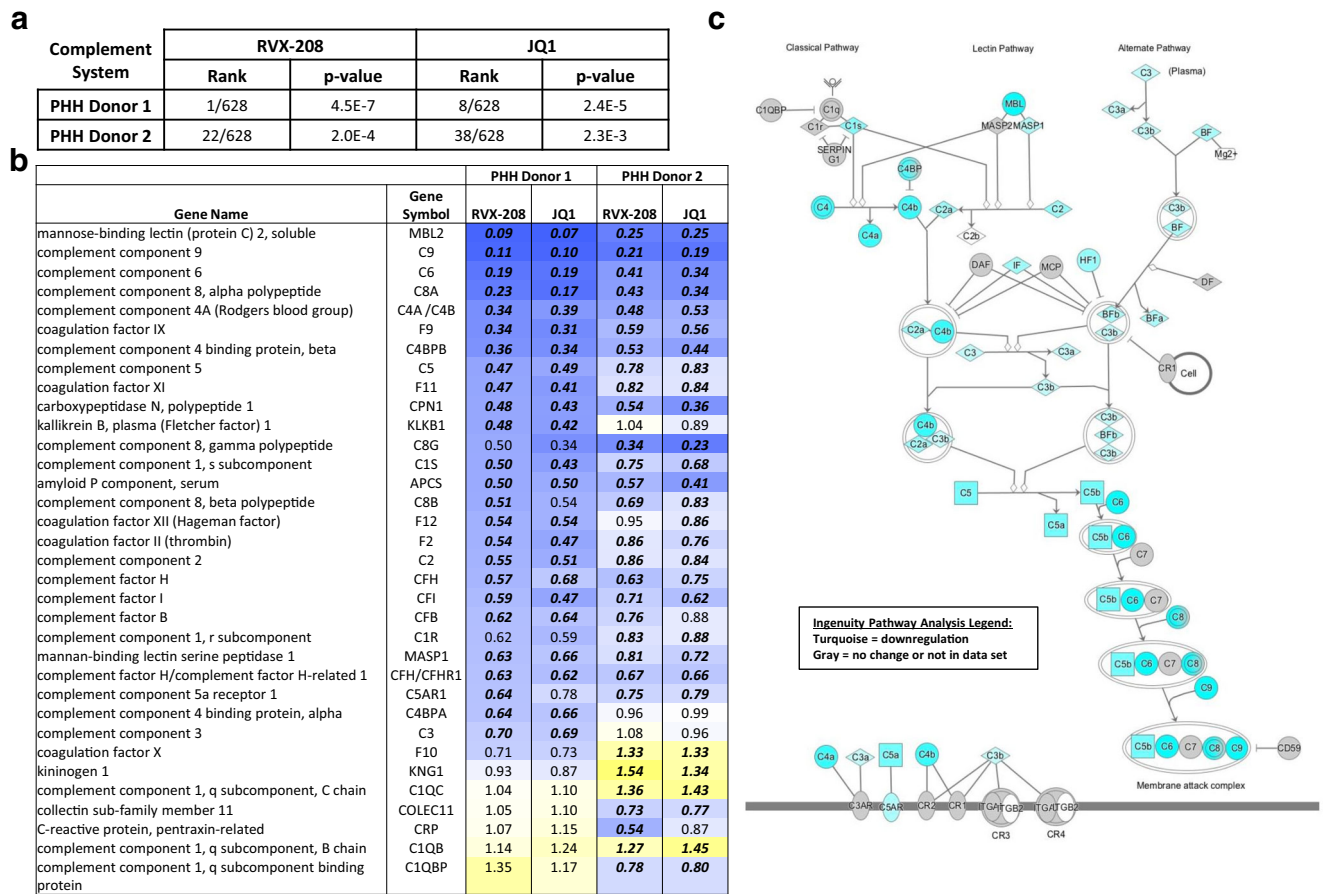 a
Complement System RVX-208 JQ1
Rank p-value Rank p-value
PHH Donor 1 1/628 4.5E-7 8/628 2.4E-5
PHH Donor 2 22/628 2.0E-4 38/628 2.3E-3
b
PHH Donor 1 PHH Donor 2
Gene Name Gene Symbol RVX-208 JQ1 RVX-208 JQ1
mannose-binding lectin (protein C) 2, soluble MBL2 0.09 0.07 0.25 0.25
complement component 9 C9 0.11 0.10 0.21 0.19
complement component 6 C6 0.19 0.19 0.41 0.34
complement component 8, alpha polypeptide C8A 0.23 0.17 0.43 0.34
complement component 4A (Rodgers blood group) C4A /C4B 0.34 0.39 0.48 0.53
coagulation factor IX F9 0.34 0.31 0.59 0.56
complement component 4 binding protein, beta C4BPB 0.36 0.34 0.53 0.44
complement component 5 C5 0.47 0.49 0.78 0.83
coagulation factor XI F11 0.47 0.41 0.82 0.84
carboxypeptidase N, polypeptide 1 CPN1 0.48 0.43 0.54 0.36
kallikrein B, plasma (Fletcher factor) 1 KLKB1 0.48 0.42 1.04 0.89
complement component 8, gamma polypeptide C8G 0.50 0.34 0.34 0.23
complement component 1, s subcomponent C1S 0.50 0.43 0.75 0.68
amyloid P component, serum APCS 0.50 0.50 0.57 0.41
complement component 8, beta polypeptide C8B 0.51 0.54 0.69 0.83
coagulation factor XII (Hageman factor) F12 0.54 0.54 0.95 0.86
coagulation factor II (thrombin) F2 0.54 0.47 0.86 0.76
complement component 2 C2 0.55 0.51 0.86 0.84
complement factor H CFH 0.57 0.68 0.63 0.75
complement factor I CFI 0.59 0.47 0.71 0.62
complement factor B CFB 0.62 0.64 0.76 0.88
complement component 1, r subcomponent C1R 0.62 0.59 0.83 0.88
mannan-binding lectin serine peptidase 1 MASP1 0.63 0.66 0.81 0.72
complement factor H/complement factor H-related 1 CFH/CFHR1 0.63 0.62 0.67 0.66
complement component 5a receptor 1 C5AR1 0.64 0.78 0.75 0.79
complement component 4 binding protein, alpha C4BPA 0.64 0.66 0.96 0.99
complement component 3 C3 0.70 0.69 1.08 0.96
coagulation factor X F10 0.71 0.73 1.33 1.33
kininogen 1 KNG1 0.93 0.87 1.54 1.34
complement component 1, q subcomponent, C chain C1QC 1.04 1.10 1.36 1.43
collectin sub-family member 11 COLEC11 1.05 1.10 0.73 0.77
C-reactive protein, pentraxin-related CRP 1.07 1.15 0.54 0.87
complement component 1, q subcomponent, B chain C1QB 1.14 1.24 1.27 1.45
complement component 1, q subcomponent binding C1QBP 1.35 1.17 0.78 0.80
protein
c
Classical Pathway Lectin Pathway Alternate Pathway
C3 (Plasma)
C1QBP C1q MBL C3a
C1r C1s MASP2 MASP1 C3b BF
SERPIN
G1
Mg2+
C4BP
C4 C4b C2a C2 C3b
C4a C2b BF
DAF IF MCP HF1
DF
BFb BFa
C2a C4b C3b
C3 C3a
CR1 Cell
C3b
C4b C3b
C2a C3b BFb
C3b
C5 C5b C6
C5a
C5b C6
C7
C5b C6 C7
C8
Ingenuity Pathway Analysis Legend:
Turquoise = downregulation
Gray = no change or not in data set
C5b C6 C7 C8
C9
C5b C6 C7 C8 C9 CD59
Membrane attack complex
C4a C3a C5a C4b C3b
C3AR C5AR CR2 CR1 ITGA ITGB2 ITGA ITGB2
CR3 CR4